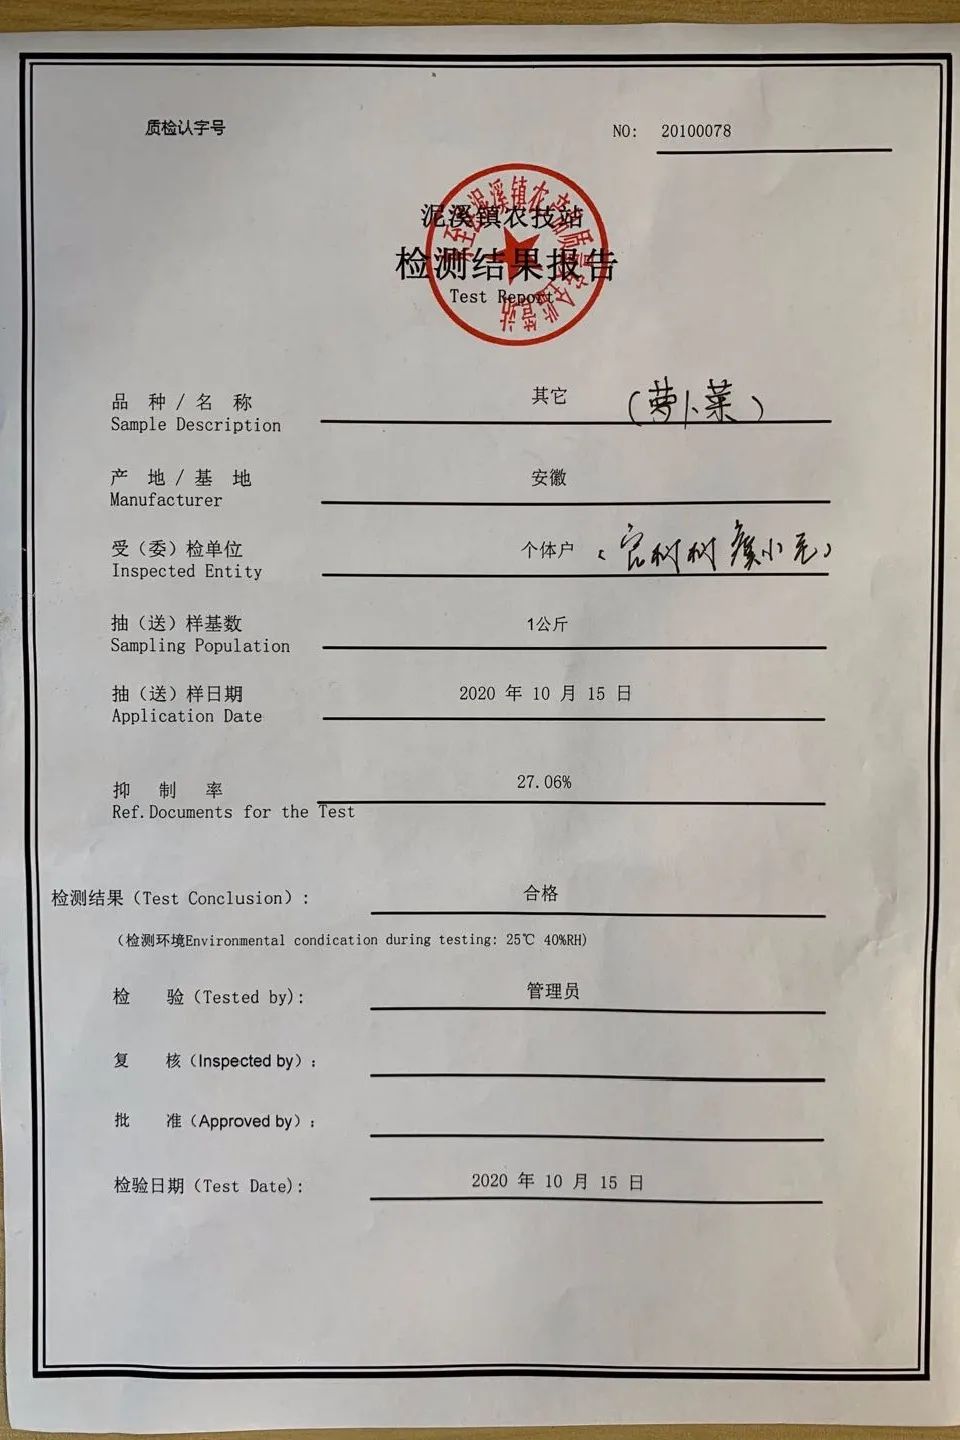 质检认字号
NO: 20100078
泥溪镇农技站
检测结果报告
Test Report
品 种 / 名 称 其它 (萝卜菜)
Sample Description
产 地 / 基 地 安徽
Manufacturer
受（委）检单位 个体户
Inspected Entity
抽（送）样基数 1公斤
Sampling Population
抽（送）样日期 2020 年 10 月 15 日
Application Date
抑 制 率 27.06%
Ref.Documents for the Test
检测结果（Test Conclusion）: 合格
（检测环境Environmental condication during testing: 25℃ 40%RH)
检 验（Tested by): 管理员
复 核（Inspected by）:
批 准（Approved by）:
检验日期（Test Date): 2020 年 10 月 15 日